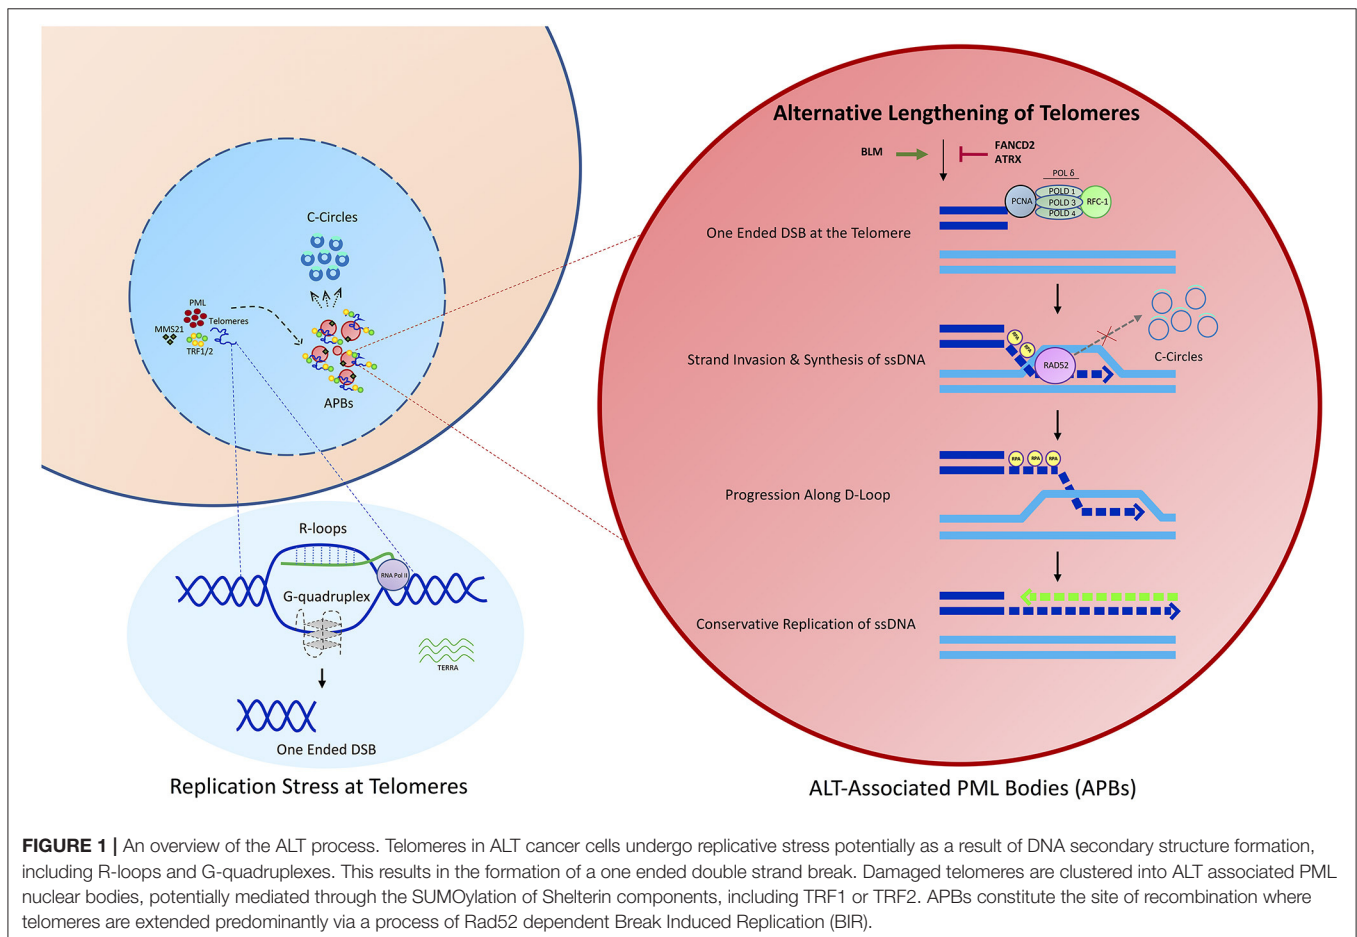 C-Circles
PML
MMS21
Telomeres
TRF1/2
APBs
R-loops
RNA Pol II
G-quadruplex
TERRA
One Ended DSB
Replication Stress at Telomeres
Alternative Lengthening of Telomeres
BLM
FANCD2
ATRX
POL δ
PCNA
POLD 1
POLD 3
POLD 4
RFC-1
One Ended DSB at the Telomere
RPA
RPA
Strand Invasion & Synthesis of ssDNA
RAD52
C-Circles
RPA
RPA
RPA
Progression Along D-Loop
Conservative Replication of ssDNA
ALT-Associated PML Bodies (APBs)
FIGURE 1 | An overview of the ALT process. Telomeres in ALT cancer cells undergo replicative stress potentially as a result of DNA secondary structure formation,
including R-loops and G-quadruplexes. This results in the formation of a one ended double strand break. Damaged telomeres are clustered into ALT associated PML
nuclear bodies, potentially mediated through the SUMOylation of Shelterin components, including TRF1 or TRF2. APBs constitute the site of recombination where
telomeres are extended predominantly via a process of Rad52 dependent Break Induced Replication (BIR).